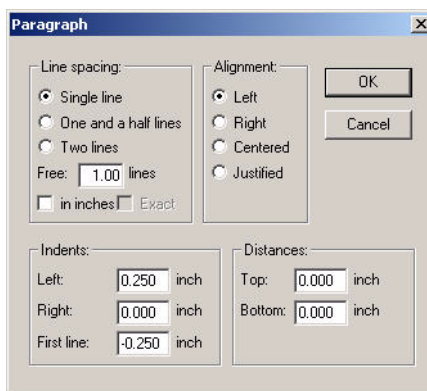 Paragraph
Line spacing:
Single line
One and a half lines
Two lines
Free: 1.00 lines
in inches Exact
Alignment:
Left
Right
Centered
Justified
OK
Cancel
Indents:
Left: 0.250 inch
Right: 0.000 inch
First line: -0.250 inch
Distances:
Top: 0.000 inch
Bottom: 0.000 inch